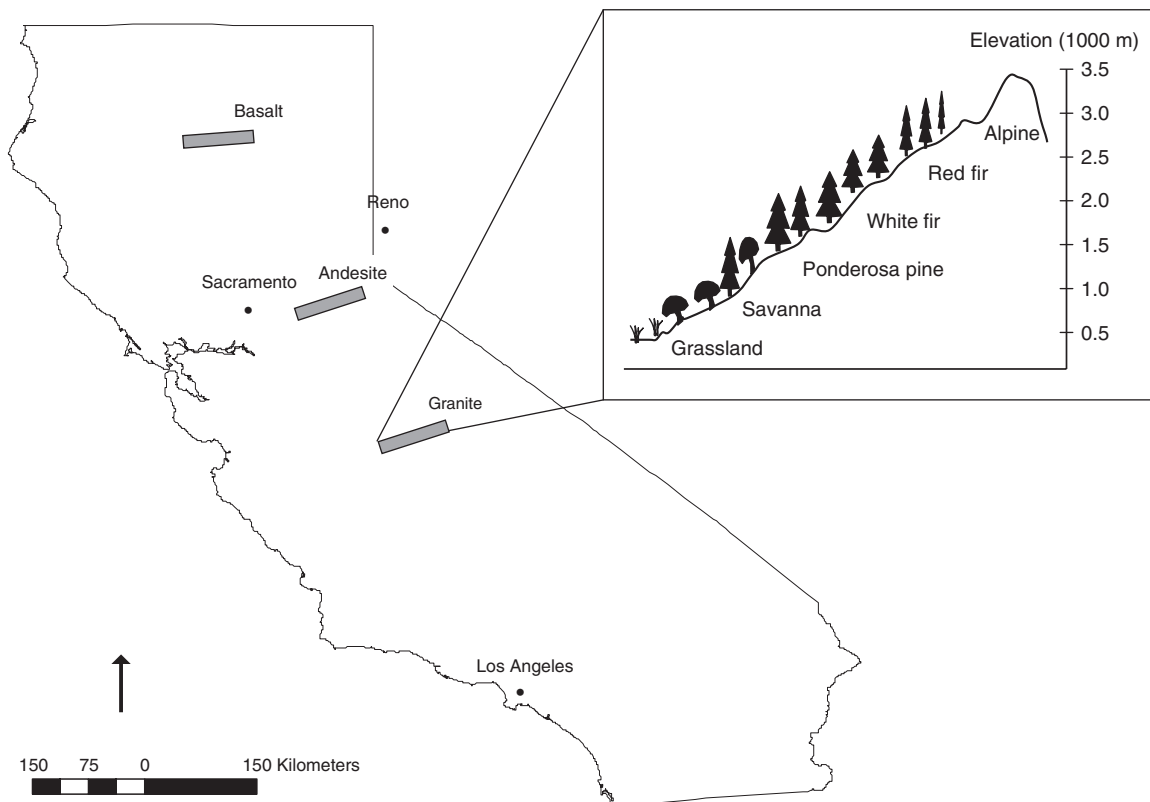 Basalt
Reno
Sacramento
Andesite
Granite
Los Angeles
150 75 0 150 Kilometers
Elevation (1000 m)
3.5
3.0
Alpine
2.5
Red fir
2.0
White fir
1.5
Ponderosa pine
1.0
Savanna
0.5
Grassland